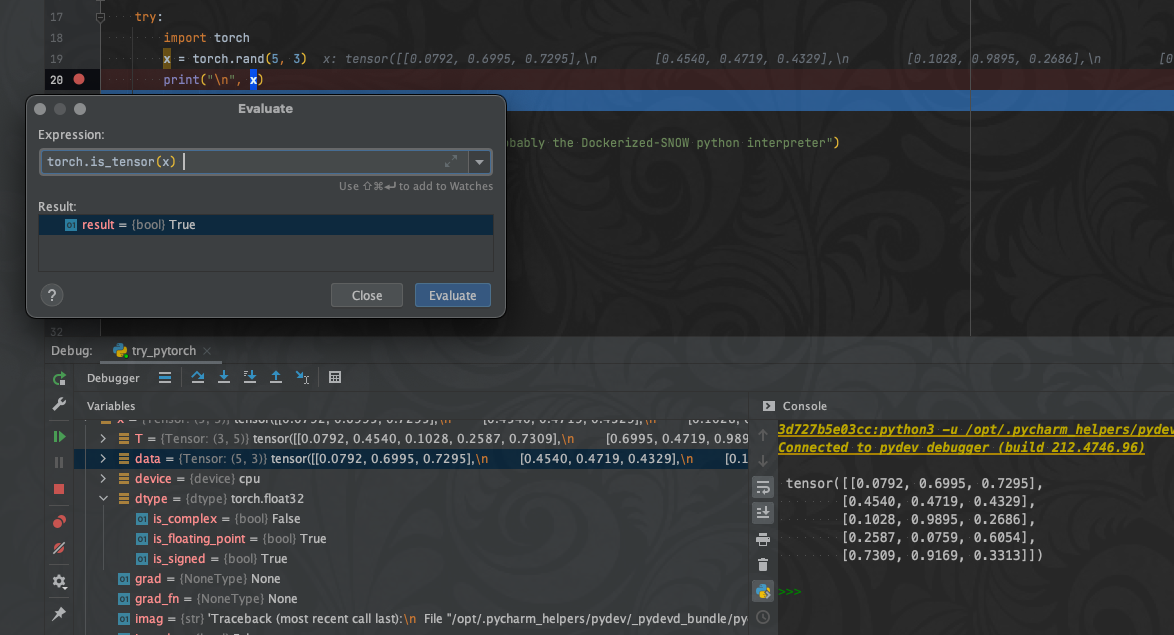 17 try:
18 import torch
19 x = torch.rand(5, 3) x: tensor([[0.0792, 0.6995, 0.7295],\n [0.4540, 0.4719, 0.4329],\n [0.1028, 0.9895, 0.2686],\n [0
20 print("\n", x)
Evaluate
Expression:
torch.is_tensor(x)
bably the Dockerized-SNOW python interpreter")
Use ⇧⌘↵ to add to Watches
Result:
01 result = {bool} True
? Close Evaluate
32
Debug: try_pytorch ×
Debugger
Variables
Console
x = {Tensor: (5, 3)} tensor([[0.0792, 0.6995, 0.7295],\n [0.4540, 0.4719, 0.4329],\n [0.1028, 0
T = {Tensor: (3, 5)} tensor([[0.0792, 0.4540, 0.1028, 0.2587, 0.7309],\n [0.6995, 0.4719, 0.989
data = {Tensor: (5, 3)} tensor([[0.0792, 0.6995, 0.7295],\n [0.4540, 0.4719, 0.4329],\n [0.1
device = {device} cpu
dtype = {dtype} torch.float32
01 is_complex = {bool} False
01 is_floating_point = {bool} True
01 is_signed = {bool} True
01 grad = {NoneType} None
01 grad_fn = {NoneType} None
01 imag = {str} 'Traceback (most recent call last):\n File "/opt/.pycharm_helpers/pydev/_pydevd_bundle/py
3d727b5e03cc:python3 -u /opt/.pycharm_helpers/pydev
Connected to pydev debugger (build 212.4746.96)
tensor([[0.0792, 0.6995, 0.7295],
[0.4540, 0.4719, 0.4329],
[0.1028, 0.9895, 0.2686],
[0.2587, 0.0759, 0.6054],
[0.7309, 0.9169, 0.3313]])
>>>